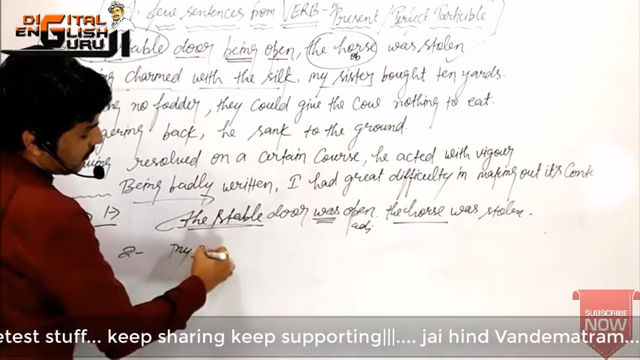 DIGITAL
ENGLISH
GURUJI
few sentences from VERB- Present / Perfect Participle
stable door being open, the horse was stolen
charmed with the silk, my sister bought ten yards.
no fodder, they could give the cow nothing to eat.
back, he sank to the ground.
resolved on a certain course, he acted with vigour
Being badly written, I had great difficulty in making out it's Conte
1→ The stable door was open. the horse was stolen.
adj.
2- my
SUBSCRIBE
NOW
etest stuff... keep sharing keep supporting|||.... jai hind Vandematram...